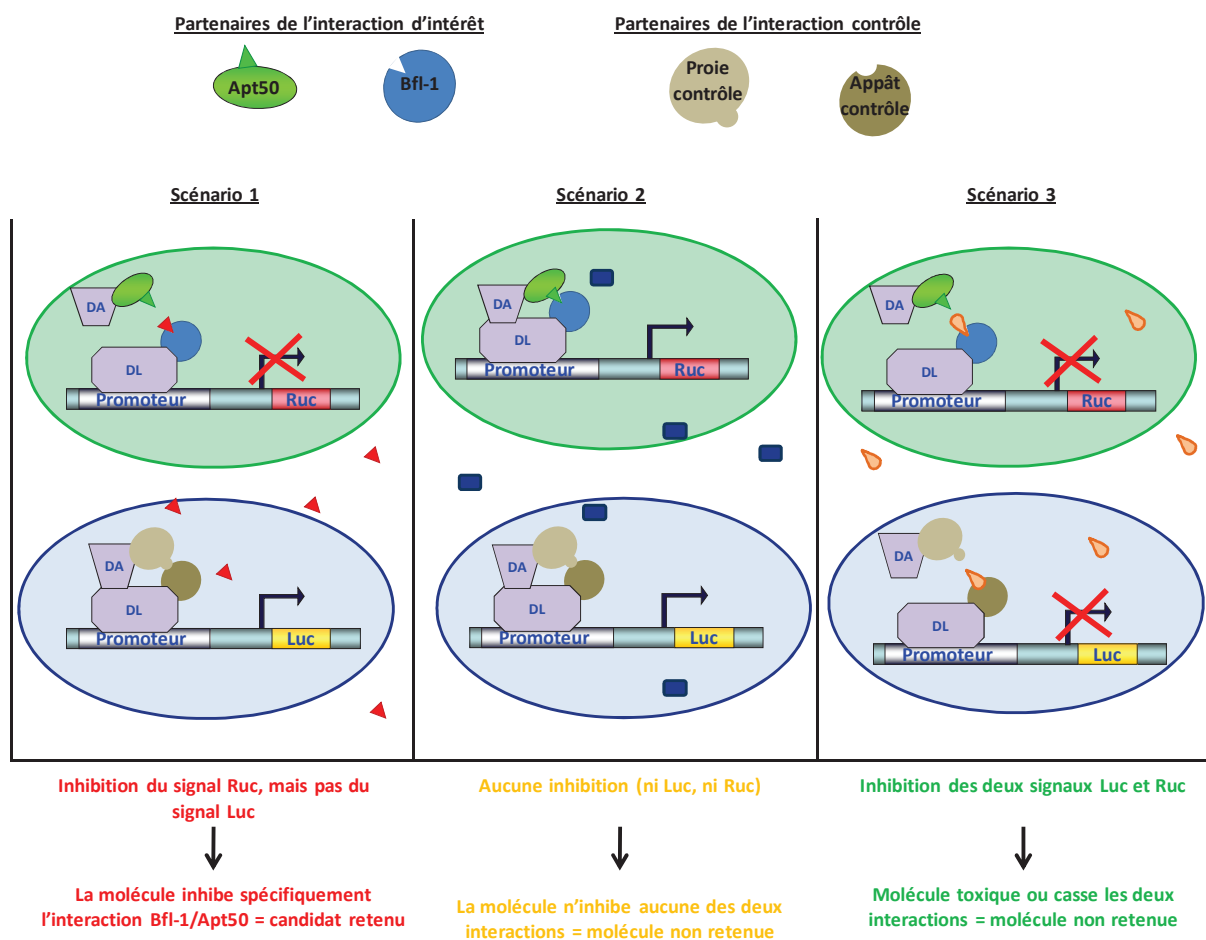 Partenaires de l'interaction d'intérêt
Partenaires de l'interaction contrôle
Apt50
Bfl-1
Proie
contrôle
Appât
contrôle
Scénario 1
Scénario 2
Scénario 3
DA
DL
Promoteur
Ruc
DA
DL
Promoteur
Ruc
DA
DL
Promoteur
Ruc
DA
DL
Promoteur
Luc
DA
DL
Promoteur
Luc
DA
DL
Promoteur
Luc
Inhibition du signal Ruc, mais pas du
signal Luc
Aucune inhibition (ni Luc, ni Ruc)
Inhibition des deux signaux Luc et Ruc
La molécule inhibe spécifiquement
l'interaction Bfl-1/Apt50 = candidat retenu
La molécule n'inhibe aucune des deux
interactions = molécule non retenue
Molécule toxique ou casse les deux
interactions = molécule non retenue